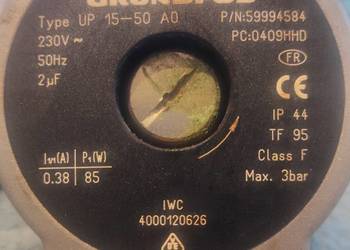 GRUNDFOS
Type UP 15-50 AO P/N:59994584
230V~ PC:0409HHD
50Hz FR
2µF CE
IP 44
TF 95
I1/1(A) P1(W) Class F
0.38 85 Max. 3bar
IWC
4000120626